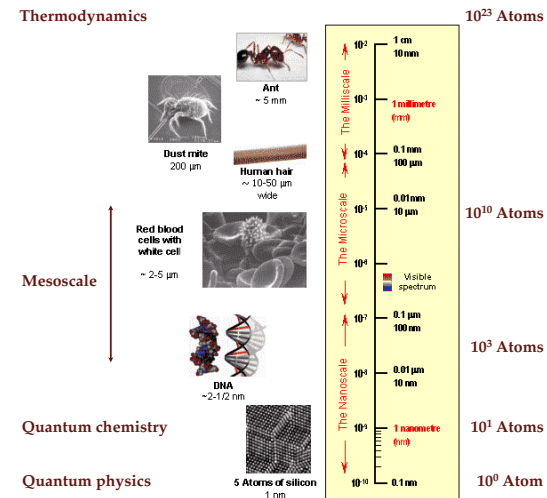 Thermodynamics
10²³ Atoms
Ant
~ 5 mm
Dust mite
200 µm
Human hair
~ 10-50 µm
wide
Red blood
cells with
white cell
~ 2-5 µm
Mesoscale
DNA
~2-1/2 nm
Quantum chemistry
Quantum physics
5 Atoms of silicon
1 nm
The Milliscale
The Microscale
The Nanoscale
10⁻²
1 cm
10 mm
10⁻³
1 millimetre
(mm)
10⁻⁴
0.1 mm
100 µm
10⁻⁵
0.01 mm
10 µm
10⁻⁶
Visible
spectrum
10⁻⁷
0.1 µm
100 nm
10⁻⁸
0.01 µm
10 nm
10⁻⁹
1 nanometre
(nm)
10⁻¹⁰
0.1 nm
10¹⁰ Atoms
10³ Atoms
10¹ Atoms
10⁰ Atom